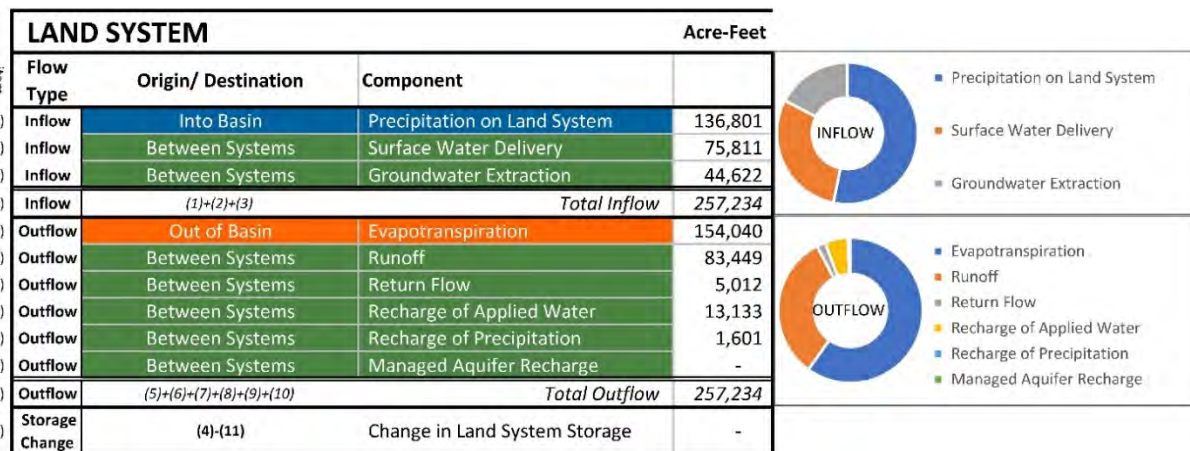 LAND SYSTEM Acre-Feet
Flow Type Origin/ Destination Component
) Inflow Into Basin Precipitation on Land System 136,801
) Inflow Between Systems Surface Water Delivery 75,811
) Inflow Between Systems Groundwater Extraction 44,622
) Inflow (1)+(2)+(3) Total Inflow 257,234
) Outflow Out of Basin Evapotranspiration 154,040
) Outflow Between Systems Runoff 83,449
) Outflow Between Systems Return Flow 5,012
) Outflow Between Systems Recharge of Applied Water 13,133
) Outflow Between Systems Recharge of Precipitation 1,601
) Outflow Between Systems Managed Aquifer Recharge -
) Outflow (5)+(6)+(7)+(8)+(9)+(10) Total Outflow 257,234
) Storage Change (4)-(11) Change in Land System Storage -
INFLOW
Precipitation on Land System
Surface Water Delivery
Groundwater Extraction
OUTFLOW
Evapotranspiration
Runoff
Return Flow
Recharge of Applied Water
Recharge of Precipitation
Managed Aquifer Recharge